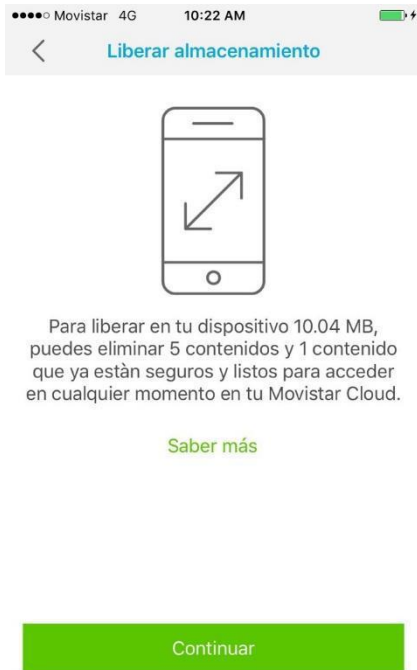 Movistar 4G 10:22 AM
Liberar almacenamiento
Para liberar en tu dispositivo 10.04 MB,
puedes eliminar 5 contenidos y 1 contenido
que ya estàn seguros y listos para acceder
en cualquier momento en tu Movistar Cloud.
Saber más
Continuar